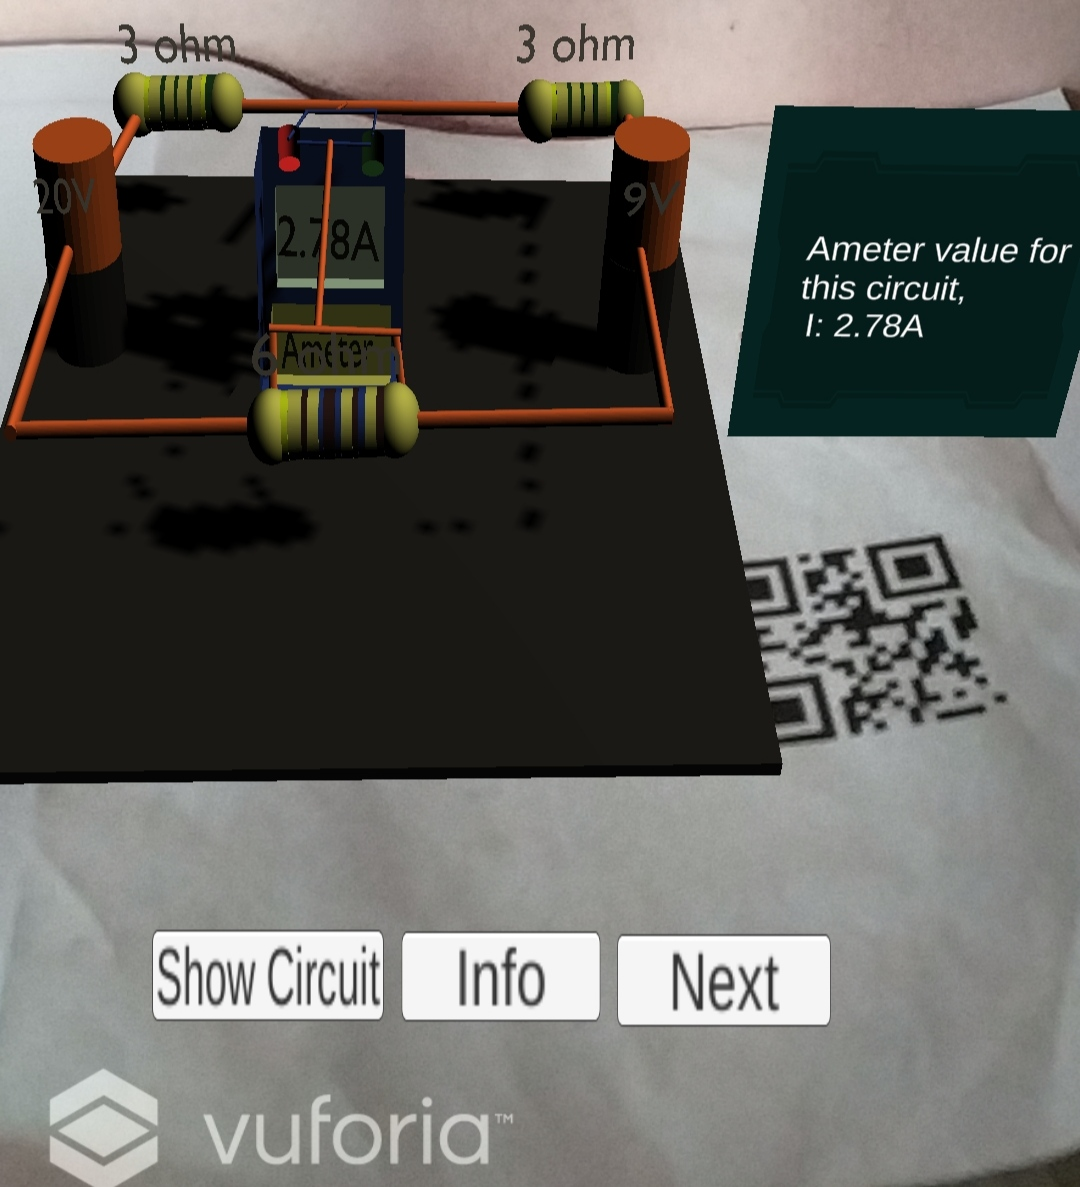 3 ohm
3 ohm
20V
9V
2.78A
Ameter
Ameter value for
this circuit,
I: 2.78A
Show Circuit
Info
Next
vuforia™